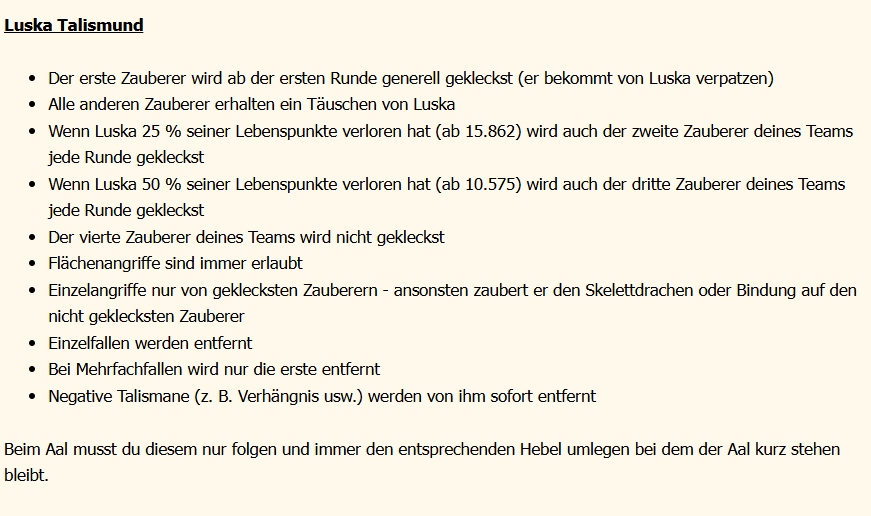 Luska Talismund
• Der erste Zauberer wird ab der ersten Runde generell gekleckst (er bekommt von Luska verpatzen)
• Alle anderen Zauberer erhalten ein Täuschen von Luska
• Wenn Luska 25 % seiner Lebenspunkte verloren hat (ab 15.862) wird auch der zweite Zauberer deines Teams
jede Runde gekleckst
• Wenn Luska 50 % seiner Lebenspunkte verloren hat (ab 10.575) wird auch der dritte Zauberer deines Teams
jede Runde gekleckst
• Der vierte Zauberer deines Teams wird nicht gekleckst
• Flächenangriffe sind immer erlaubt
• Einzelangriffe nur von geklecksten Zauberern - ansonsten zaubert er den Skelettdrachen oder Bindung auf den
nicht geklecksten Zauberer
• Einzelfallen werden entfernt
• Bei Mehrfachfallen wird nur die erste entfernt
• Negative Talismane (z. B. Verhängnis usw.) werden von ihm sofort entfernt
Beim Aal musst du diesem nur folgen und immer den entsprechenden Hebel umlegen bei dem der Aal kurz stehen
bleibt.